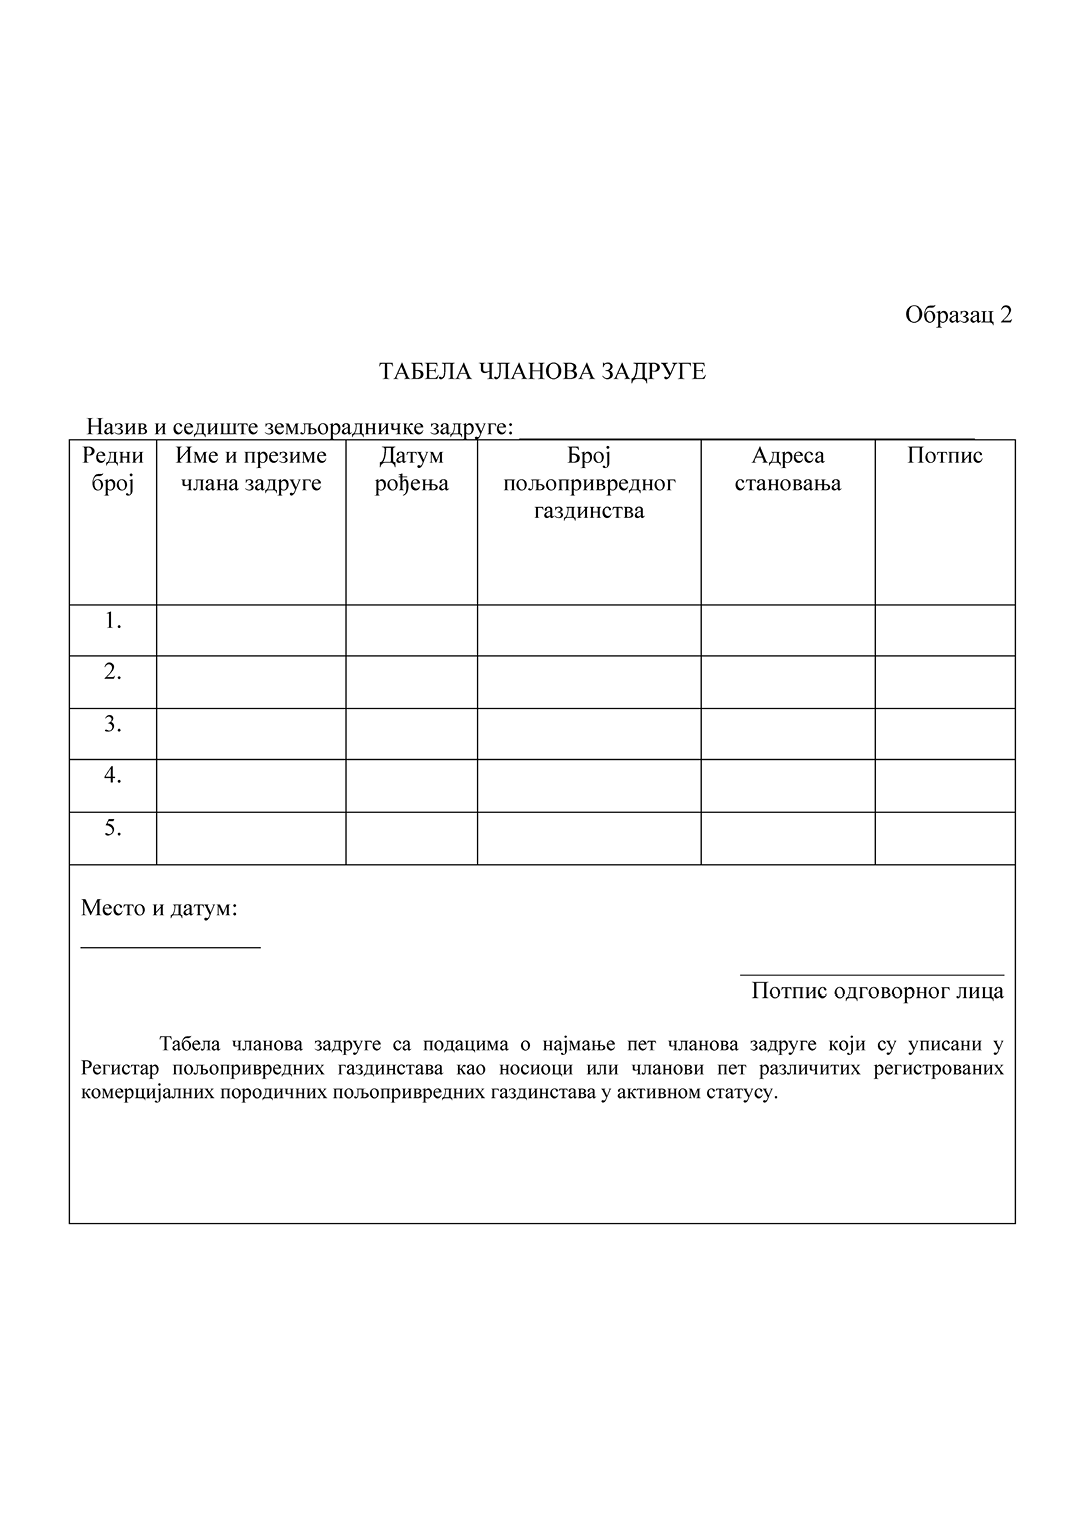 Образац 2
ТАБЕЛА ЧЛАНОВА ЗАДРУГЕ
Назив и седиште земљорадничке задруге: ______________________________________
Редни број
Име и презиме члана задруге
Датум рођења
Број пољопривредног газдинства
Адреса становања
Потпис
1.
2.
3.
4.
5.
Место и датум:
_______________
______________________
Потпис одговорног лица
Табела чланова задруге са подацима о најмање пет чланова задруге који су уписани у
Регистар пољопривредних газдинстава као носиоци или чланови пет различитих регистрованих
комерцијалних породичних пољопривредних газдинстава у активном статусу.